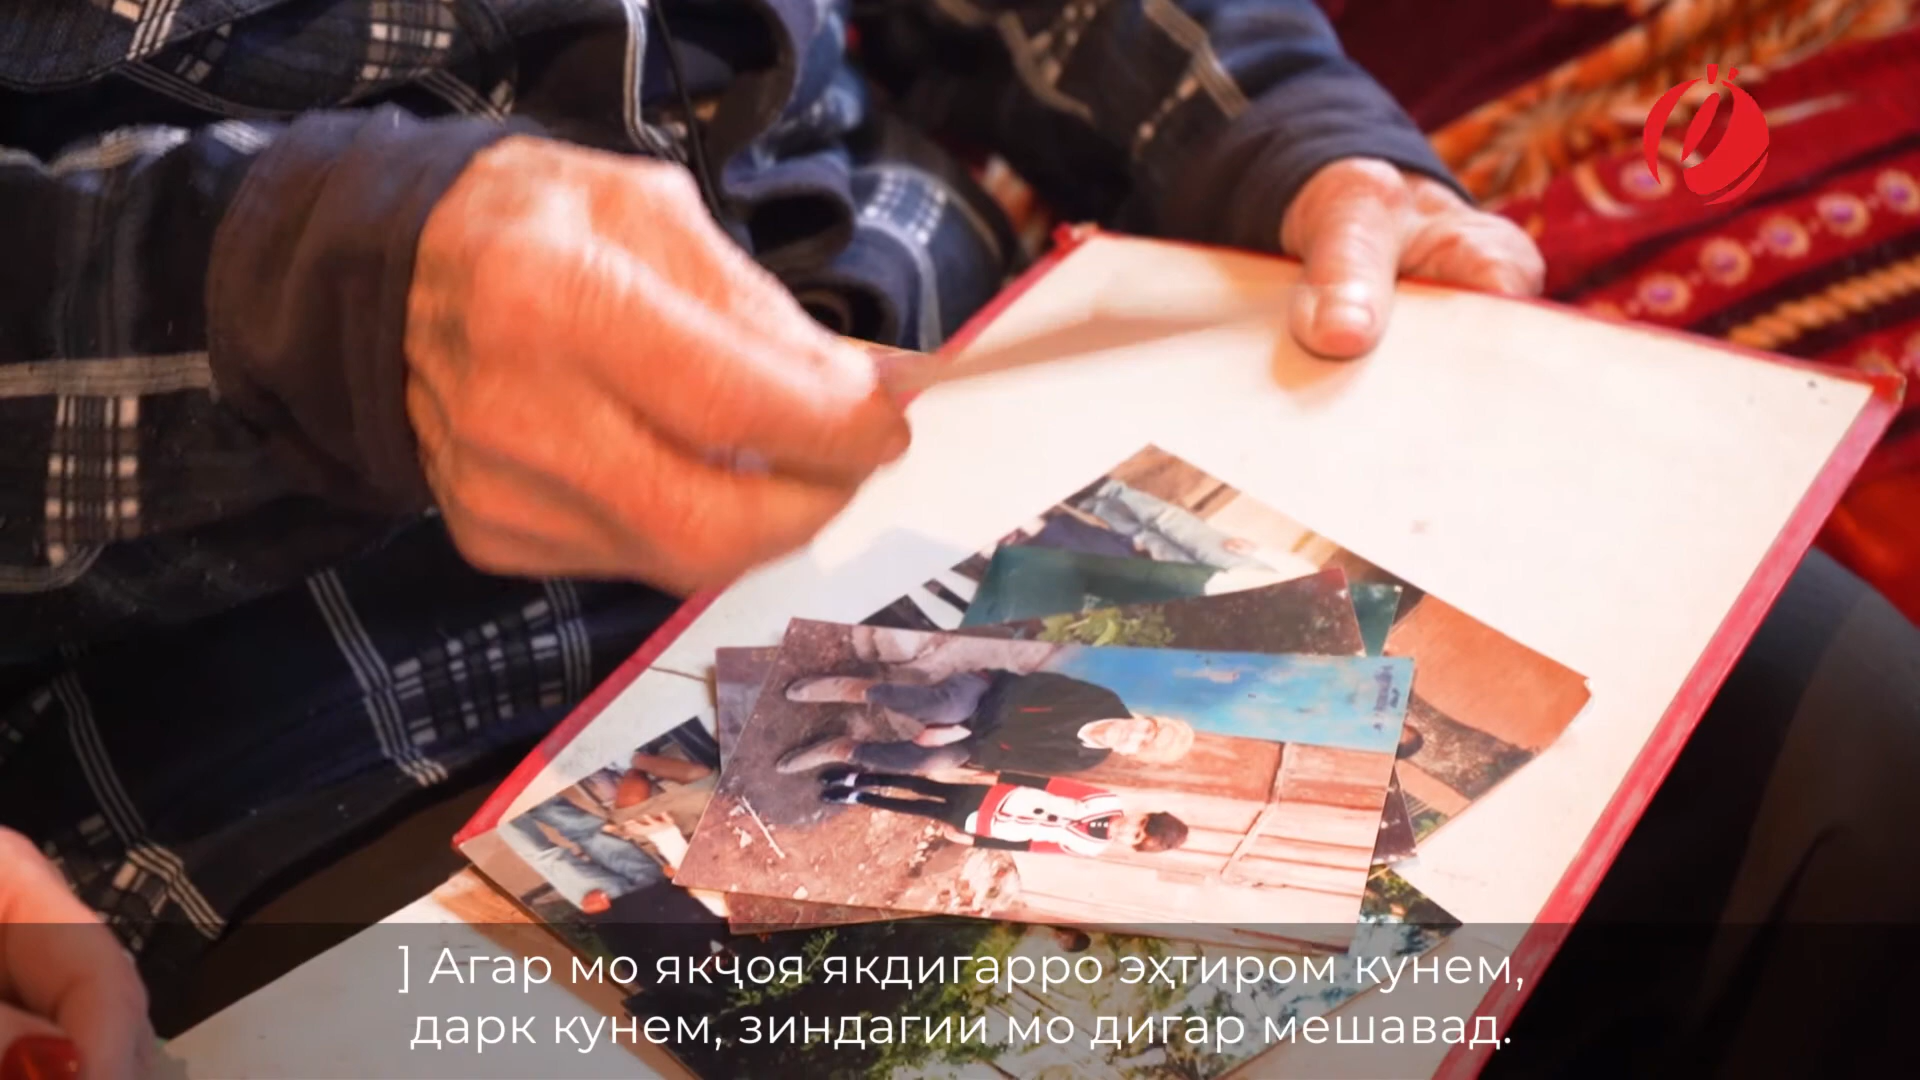 ] Агар мо якҷоя якдигарро эҳтиром кунем,
дарк кунем, зиндагии мо дигар мешавад.